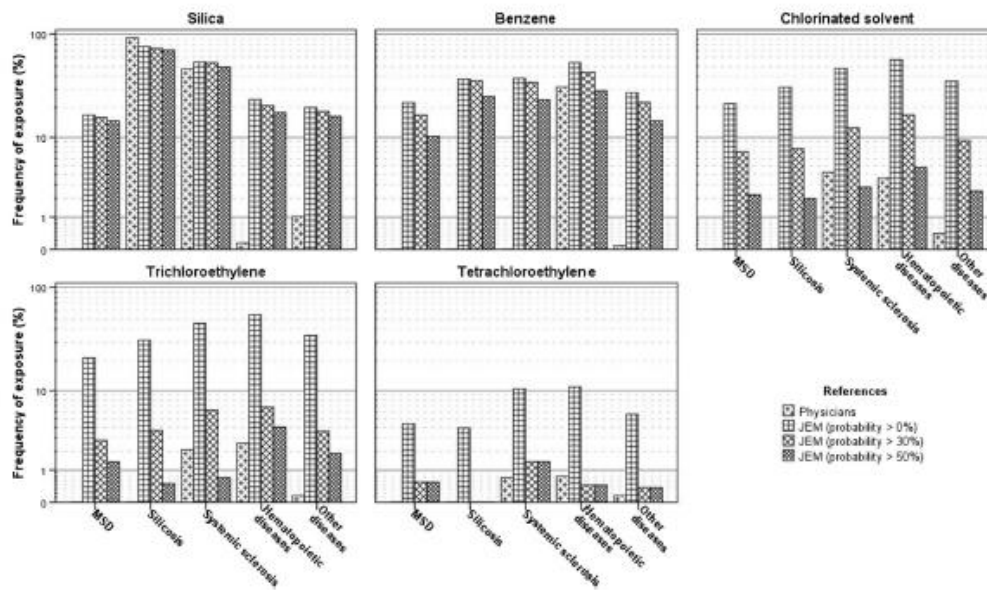 Silica
Benzene
Chlorinated solvent
Frequency of exposure (%)
100
10
1
0
MSD
Silicosis
Systemic sclerosis
Hematopoietic
diseases
Other
diseases
Trichloroethylene
Tetrachloroethylene
Frequency of exposure (%)
100
10
1
0
MSD
Silicosis
Systemic sclerosis
Hematopoietic
diseases
Other
diseases
MSD
Silicosis
Systemic sclerosis
Hematopoietic
diseases
Other
diseases
References
Physicians
JEM (probability > 0%)
JEM (probability > 30%)
JEM (probability > 50%)